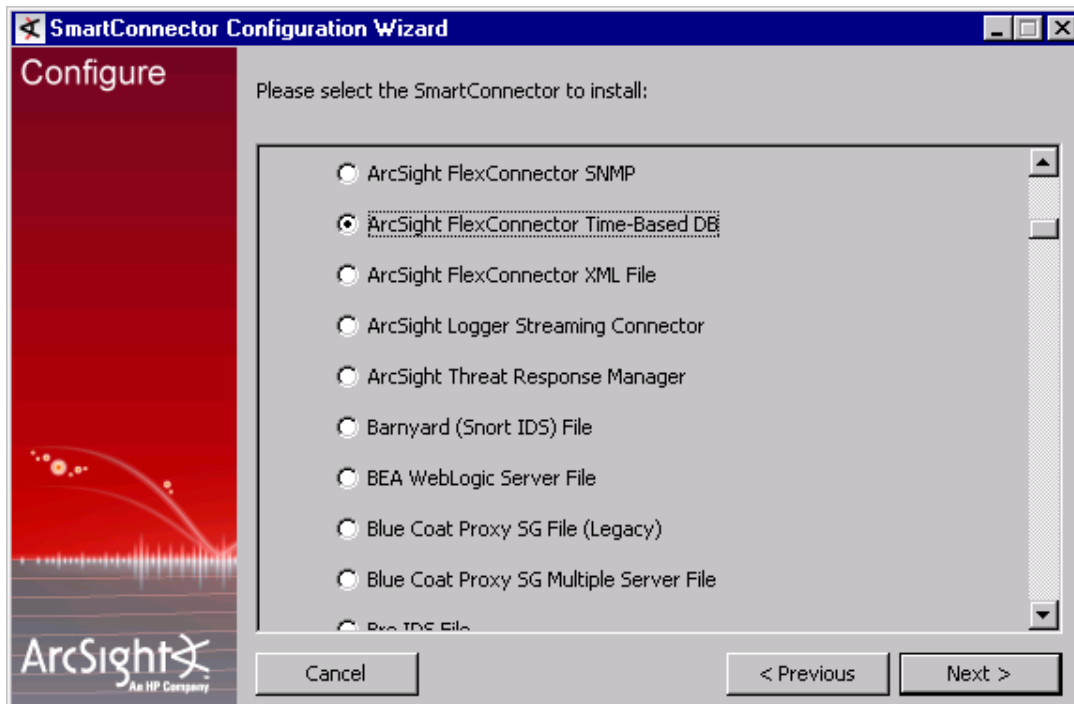 SmartConnector Configuration Wizard
Configure
Please select the SmartConnector to install:
ArcSight FlexConnector SNMP
ArcSight FlexConnector Time-Based DB
ArcSight FlexConnector XML File
ArcSight Logger Streaming Connector
ArcSight Threat Response Manager
Barnyard (Snort IDS) File
BEA WebLogic Server File
Blue Coat Proxy SG File (Legacy)
Blue Coat Proxy SG Multiple Server File
Bro IDS File
ArcSight
An HP Company
Cancel
< Previous
Next >